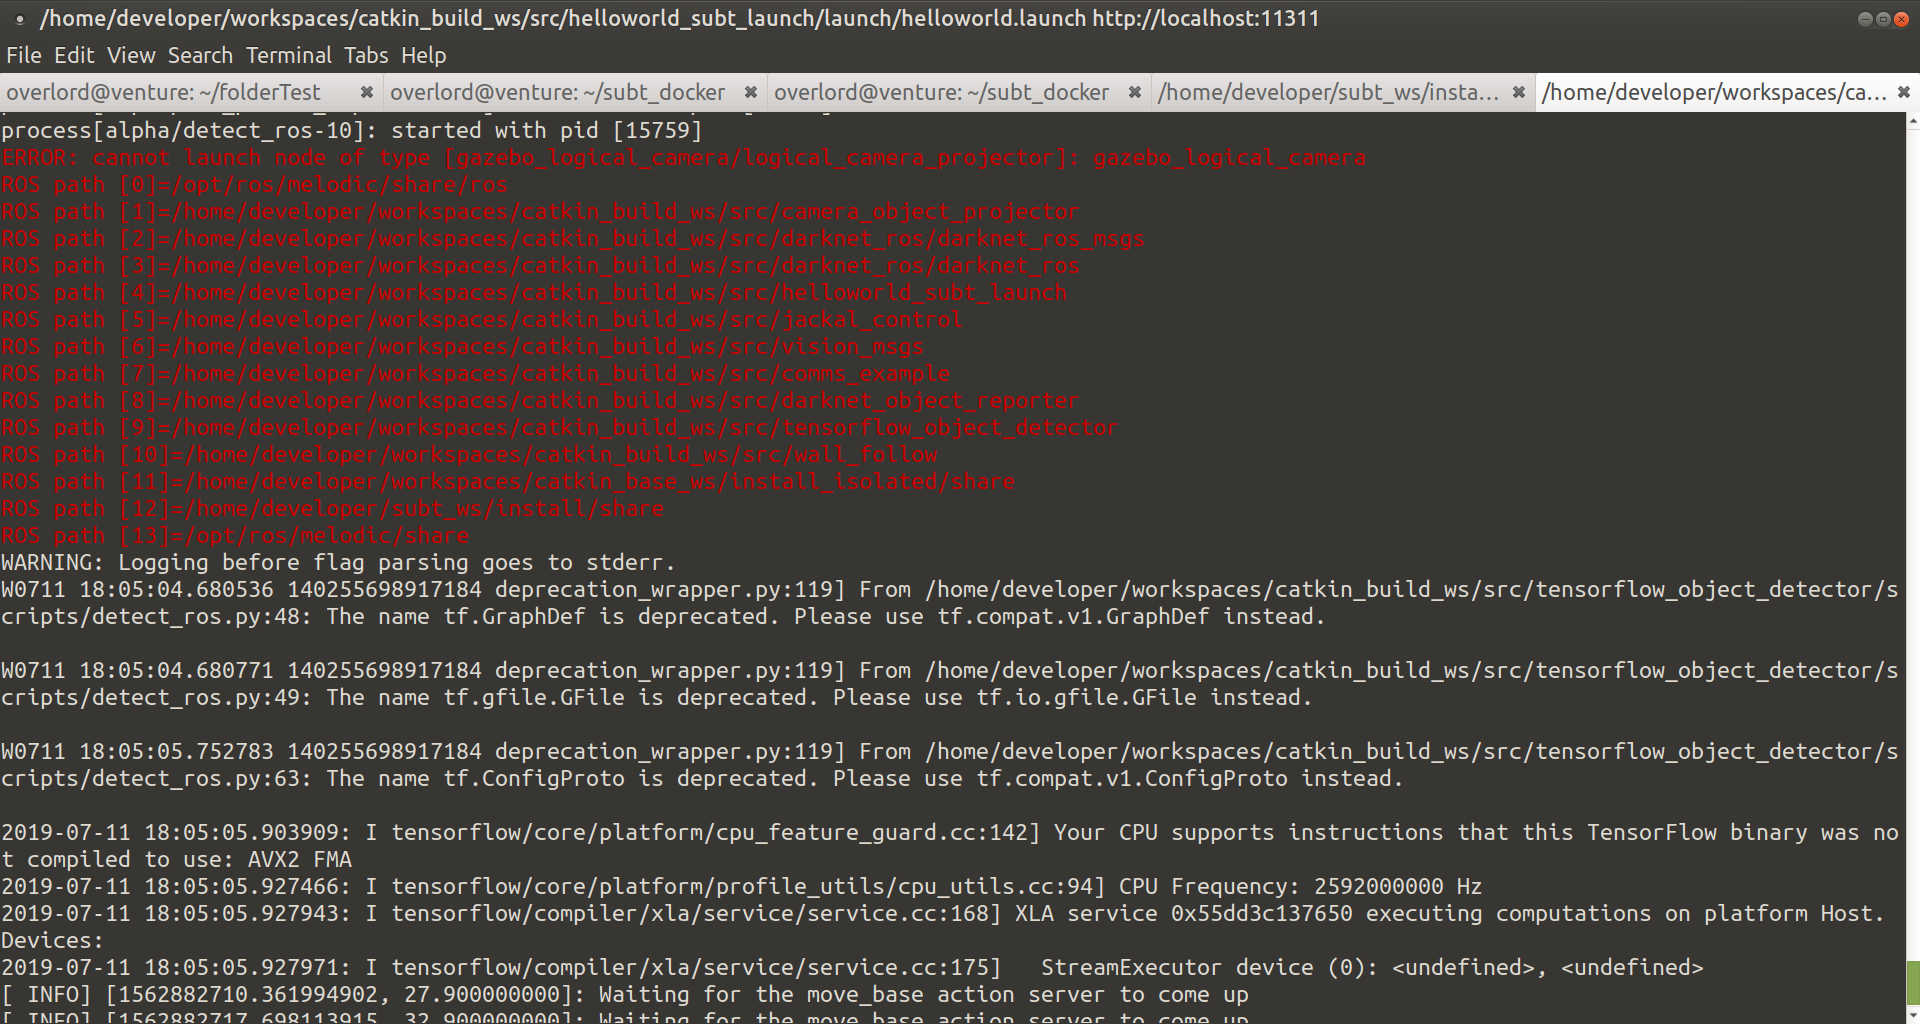 /home/developer/workspaces/catkin_build_ws/src/helloworld_subt_launch/launch/helloworld.launch http://localhost:11311
File Edit View Search Terminal Tabs Help
overlord@venture: ~/folderTest
overlord@venture: ~/subt_docker
overlord@venture: ~/subt_docker
/home/developer/subt_ws/insta...
/home/developer/workspaces/ca...
process[alpha/detect_ros-10]: started with pid [15759]
ERROR: cannot launch node of type [gazebo_logical_camera/logical_camera_projector]: gazebo_logical_camera
ROS path [0]=/opt/ros/melodic/share/ros
ROS path [1]=/home/developer/workspaces/catkin_build_ws/src/camera_object_projector
ROS path [2]=/home/developer/workspaces/catkin_build_ws/src/darknet_ros/darknet_ros_msgs
ROS path [3]=/home/developer/workspaces/catkin_build_ws/src/darknet_ros/darknet_ros
ROS path [4]=/home/developer/workspaces/catkin_build_ws/src/helloworld_subt_launch
ROS path [5]=/home/developer/workspaces/catkin_build_ws/src/jackal_control
ROS path [6]=/home/developer/workspaces/catkin_build_ws/src/vision_msgs
ROS path [7]=/home/developer/workspaces/catkin_build_ws/src/comms_example
ROS path [8]=/home/developer/workspaces/catkin_build_ws/src/darknet_object_reporter
ROS path [9]=/home/developer/workspaces/catkin_build_ws/src/tensorflow_object_detector
ROS path [10]=/home/developer/workspaces/catkin_build_ws/src/wall_follow
ROS path [11]=/home/developer/workspaces/catkin_base_ws/install_isolated/share
ROS path [12]=/home/developer/subt_ws/install/share
ROS path [13]=/opt/ros/melodic/share
WARNING: Logging before flag parsing goes to stderr.
W0711 18:05:04.680536 140255698917184 deprecation_wrapper.py:119] From /home/developer/workspaces/catkin_build_ws/src/tensorflow_object_detector/s
cripts/detect_ros.py:48: The name tf.GraphDef is deprecated. Please use tf.compat.v1.GraphDef instead.
W0711 18:05:04.680771 140255698917184 deprecation_wrapper.py:119] From /home/developer/workspaces/catkin_build_ws/src/tensorflow_object_detector/s
cripts/detect_ros.py:49: The name tf.gfile.GFile is deprecated. Please use tf.io.gfile.GFile instead.
W0711 18:05:05.752783 140255698917184 deprecation_wrapper.py:119] From /home/developer/workspaces/catkin_build_ws/src/tensorflow_object_detector/s
cripts/detect_ros.py:63: The name tf.ConfigProto is deprecated. Please use tf.compat.v1.ConfigProto instead.
2019-07-11 18:05:05.903909: I tensorflow/core/platform/cpu_feature_guard.cc:142] Your CPU supports instructions that this TensorFlow binary was no
t compiled to use: AVX2 FMA
2019-07-11 18:05:05.927466: I tensorflow/core/platform/profile_utils/cpu_utils.cc:94] CPU Frequency: 2592000000 Hz
2019-07-11 18:05:05.927943: I tensorflow/compiler/xla/service/service.cc:168] XLA service 0x55dd3c137650 executing computations on platform Host.
Devices:
2019-07-11 18:05:05.927971: I tensorflow/compiler/xla/service/service.cc:175]   StreamExecutor device (0): <undefined>, <undefined>
[ INFO] [1562882710.361994902, 27.900000000]: Waiting for the move_base action server to come up
[ INFO] [1562882717.698113915, 32.900000000]: Waiting for the move_base action server to come up